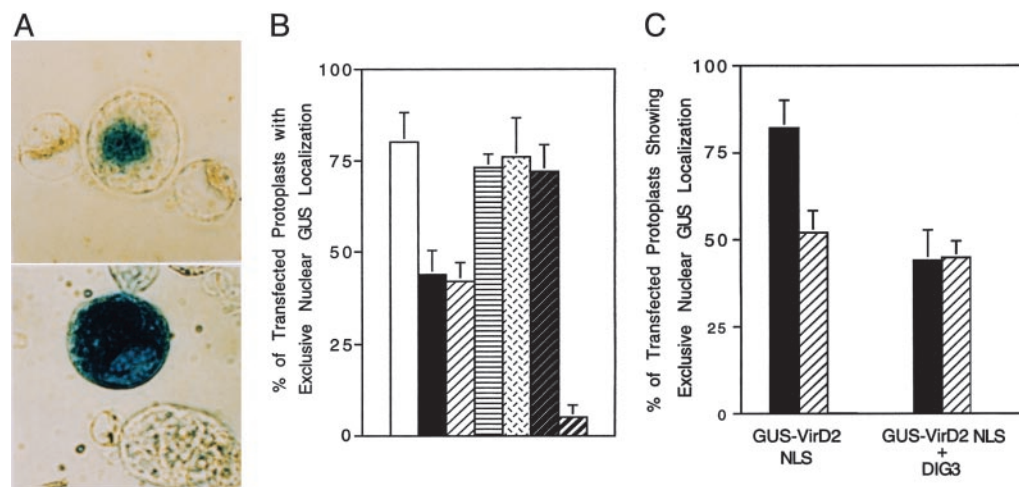 A
B
% of Transfected Protoplasts with
Exclusive Nuclear GUS Localization
100
75
50
25
0
C
% of Transfected Protoplasts Showing
Exclusive Nuclear GUS Localization
100
75
50
25
0
GUS-VirD2
NLS
GUS-VirD2 NLS
+
DIG3